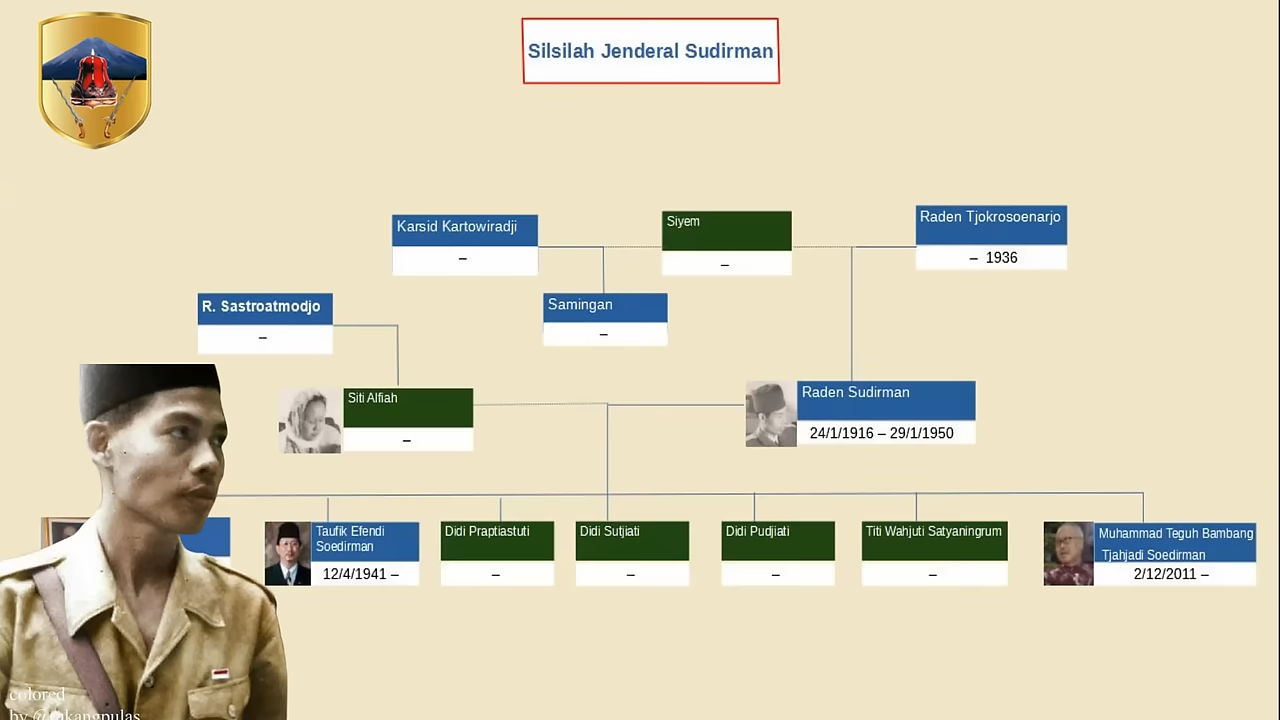 Silsilah Jenderal Sudirman
Karsid Kartowiradji
–
Siyem
–
Raden Tjokrosoenarjo
– 1936
R. Sastroatmodjo
–
Samingan
–
Siti Alfiah
–
Raden Sudirman
24/1/1916 – 29/1/1950
Taufik Efendi
Soedirman
12/4/1941 –
Didi Praptiastuti
–
Didi Sutjiati
–
Didi Pudjiati
–
Titi Wahjuti Satyaningrum
–
Muhammad Teguh Bambang
Tjahjadi Soedirman
2/12/2011 –
colored
by